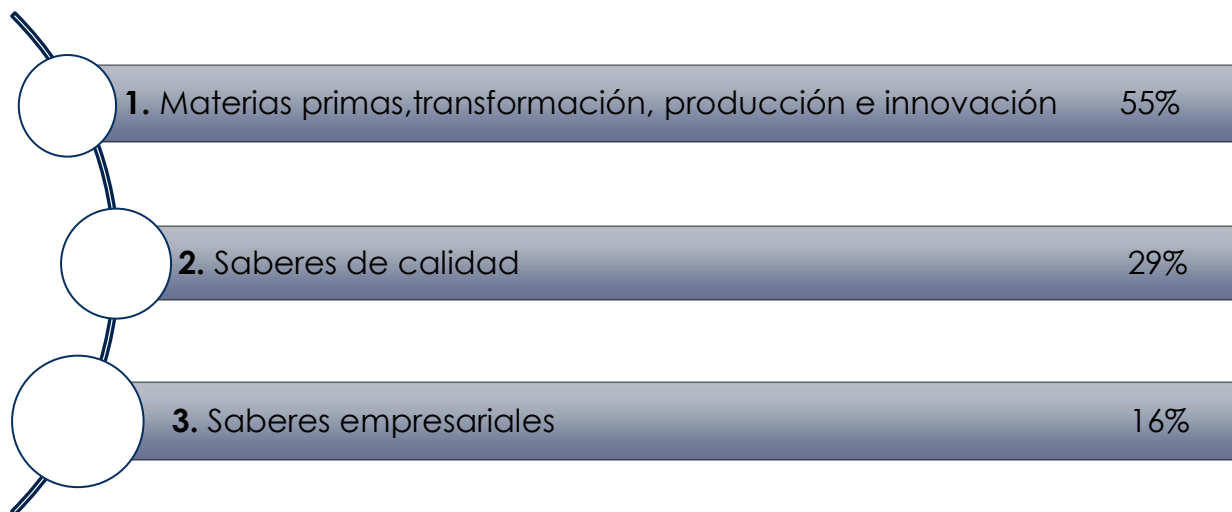 1. Materias primas,transformación, producción e innovación 55%
2. Saberes de calidad 29%
3. Saberes empresariales 16%